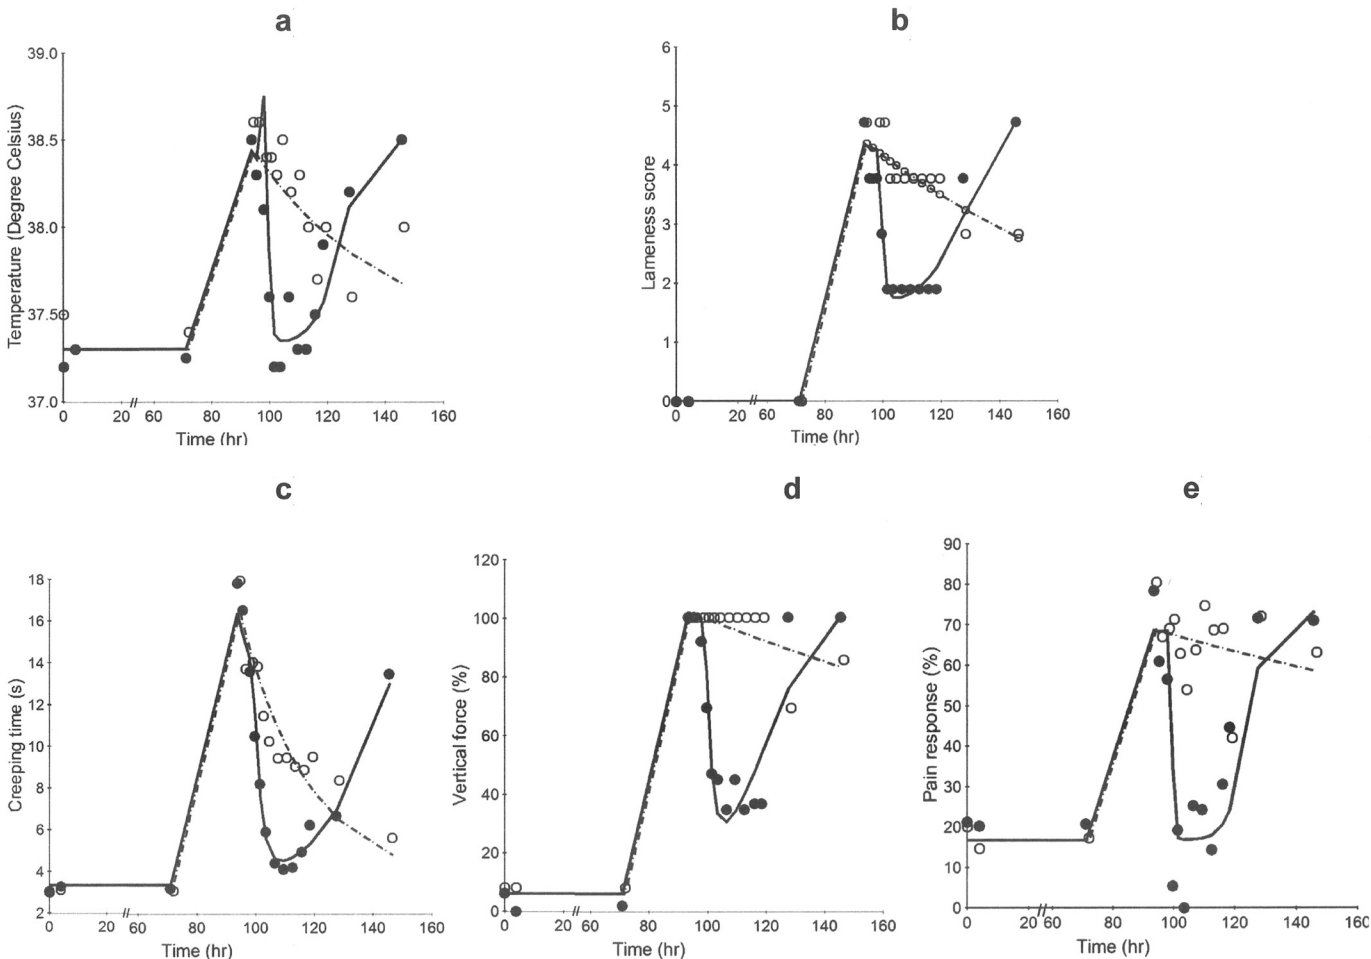 a
b
39.0
38.5
38.0
37.5
37.0
Temperature (Degree Celsius)
0 20 60 80 100 120 140 160
Time (hr)
6
5
4
3
2
1
0
Lameness score
0 20 60 80 100 120 140 160
Time (hr)
c
d
e
18
16
14
12
10
8
6
4
2
Creeping time (s)
0 20 60 80 100 120 140 160
Time (hr)
120
100
80
60
40
20
0
Vertical force (%)
0 20 60 80 100 120 140 160
Time (hr)
90
80
70
60
50
40
30
20
10
0
Pain response (%)
0 20 60 80 100 120 140 160
Time (hr)